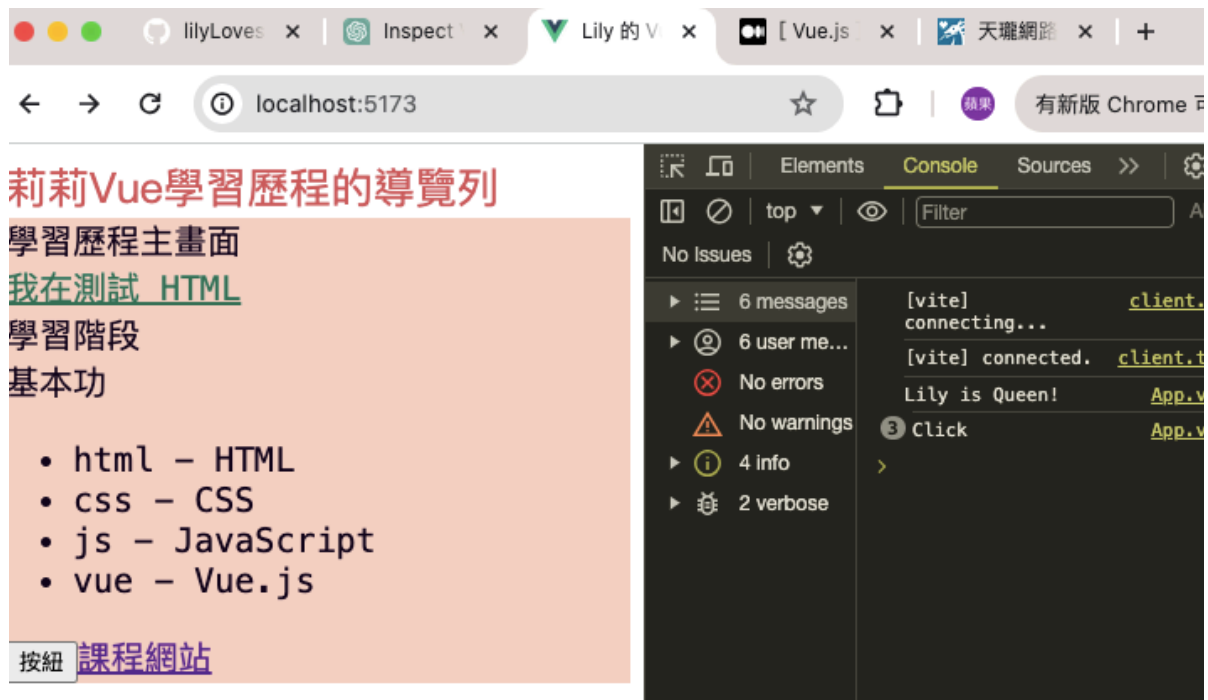 lilyLoves
Inspect
Lily 的 V
[ Vue.js
天瓏網路
localhost:5173
蘋果
有新版 Chrome 可
莉莉Vue學習歷程的導覽列
學習歷程主畫面
我在測試 HTML
學習階段
基本功
• html – HTML
• css – CSS
• js – JavaScript
• vue – Vue.js
按紐 課程網站
Elements Console Sources
top Filter
No Issues
6 messages
6 user me...
No errors
No warnings
4 info
2 verbose
[vite] connecting... client.
[vite] connected. client.t
Lily is Queen! App.v
3 Click App.v